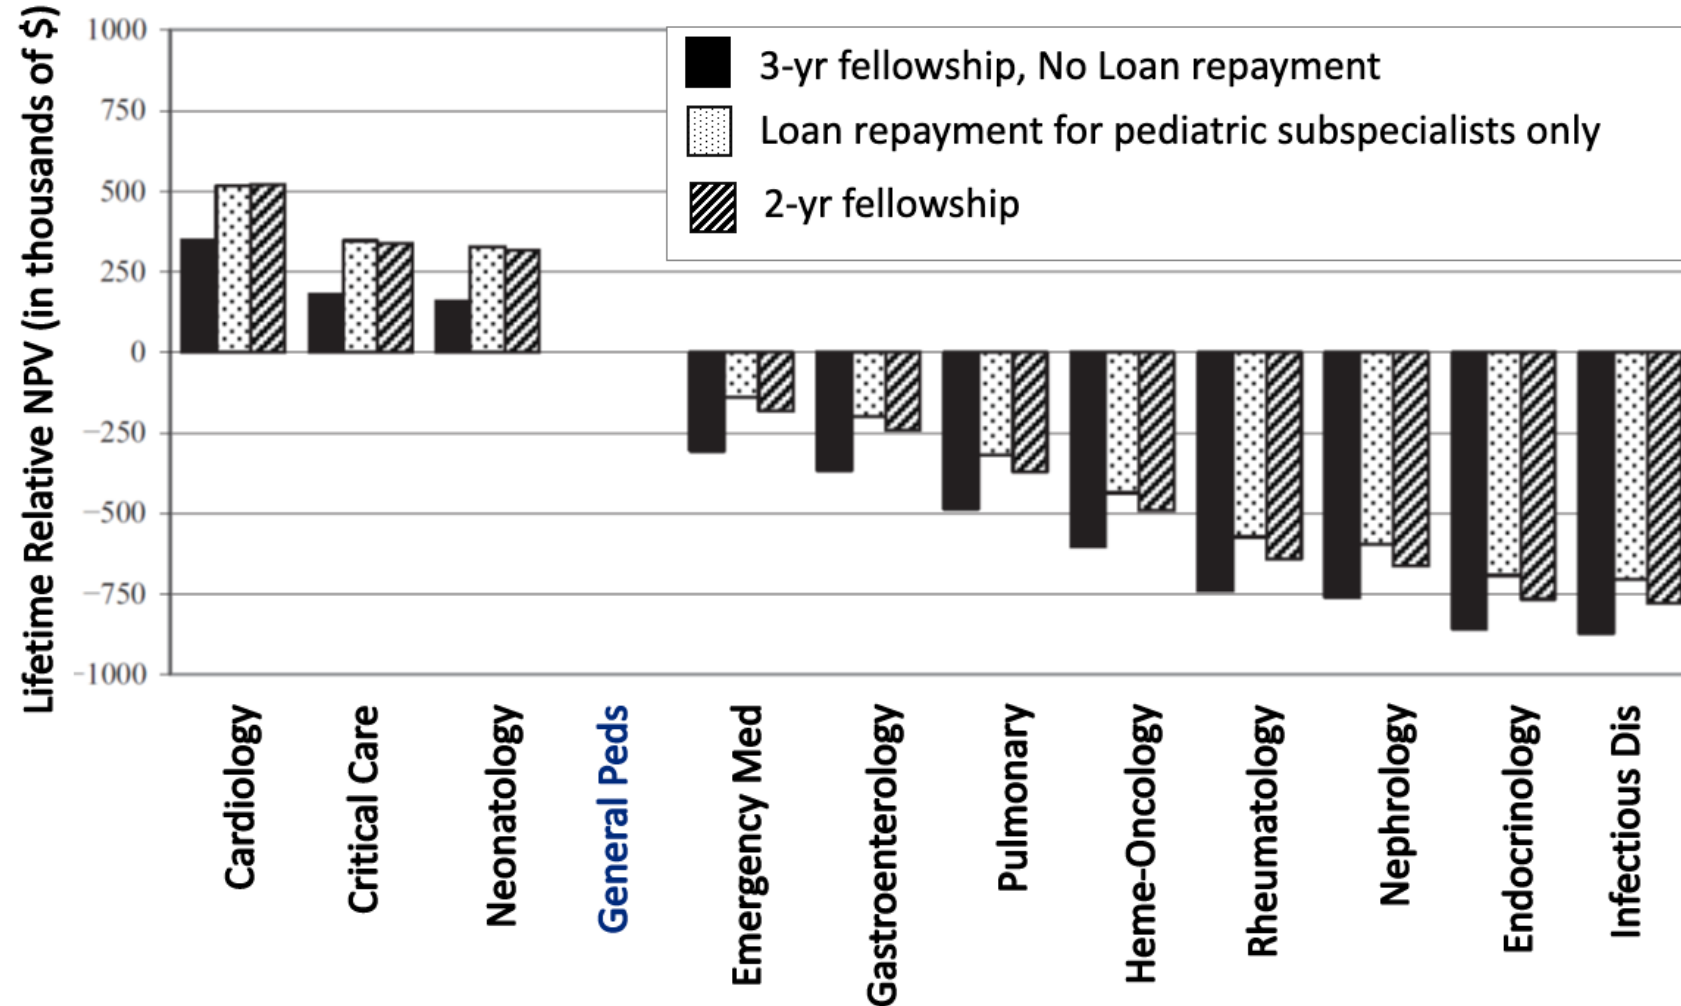 Lifetime Relative NPV (in thousands of $)
1000
750
500
250
0
−250
−500
−750
−1000
3-yr fellowship, No Loan repayment
Loan repayment for pediatric subspecialists only
2-yr fellowship
Cardiology
Critical Care
Neonatology
General Peds
Emergency Med
Gastroenterology
Pulmonary
Heme-Oncology
Rheumatology
Nephrology
Endocrinology
Infectious Dis